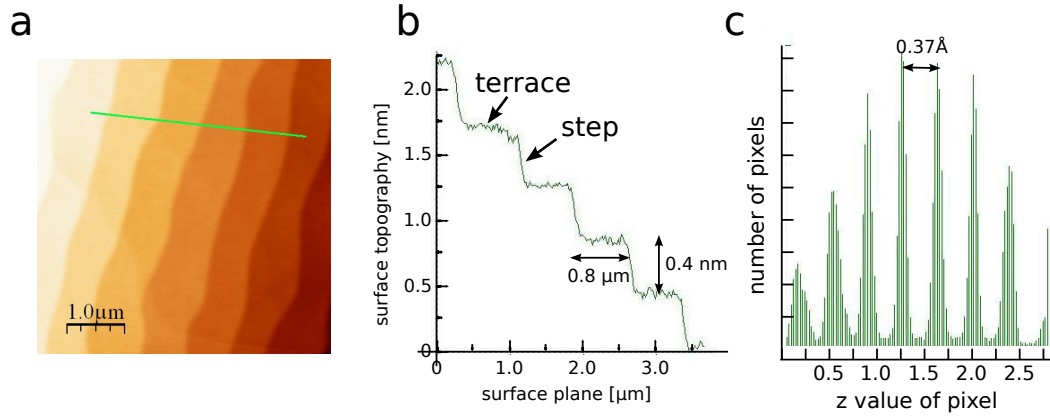 a
1.0µm
b
surface topography [nm]
2.0
1.5
1.0
0.5
0
terrace
step
0.8 µm
0.4 nm
0
1.0
2.0
3.0
surface plane [µm]
c
0.37Å
number of pixels
0.5
1.0
1.5
2.0
2.5
z value of pixel